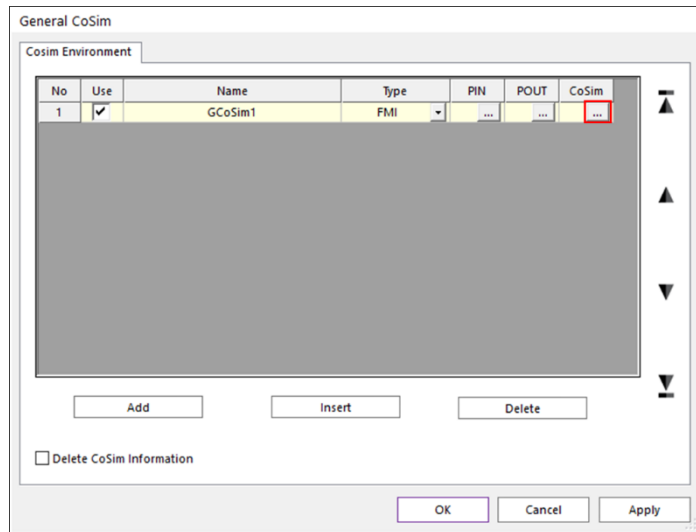 General CoSim
Cosim Environment
No Use Name Type PIN POUT CoSim
1 GCoSim1 FMI ... ... ...
Add Insert Delete
Delete CoSim Information
OK Cancel Apply